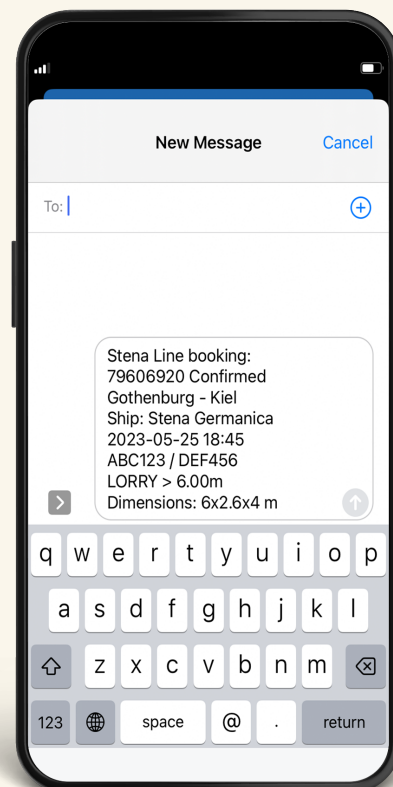 New Message
Cancel
To:
Stena Line booking:
79606920 Confirmed
Gothenburg - Kiel
Ship: Stena Germanica
2023-05-25 18:45
ABC123 / DEF456
LORRY > 6.00m
Dimensions: 6x2.6x4 m
q w e r t y u i o p
a s d f g h j k l
z x c v b n m
123 space @ . return